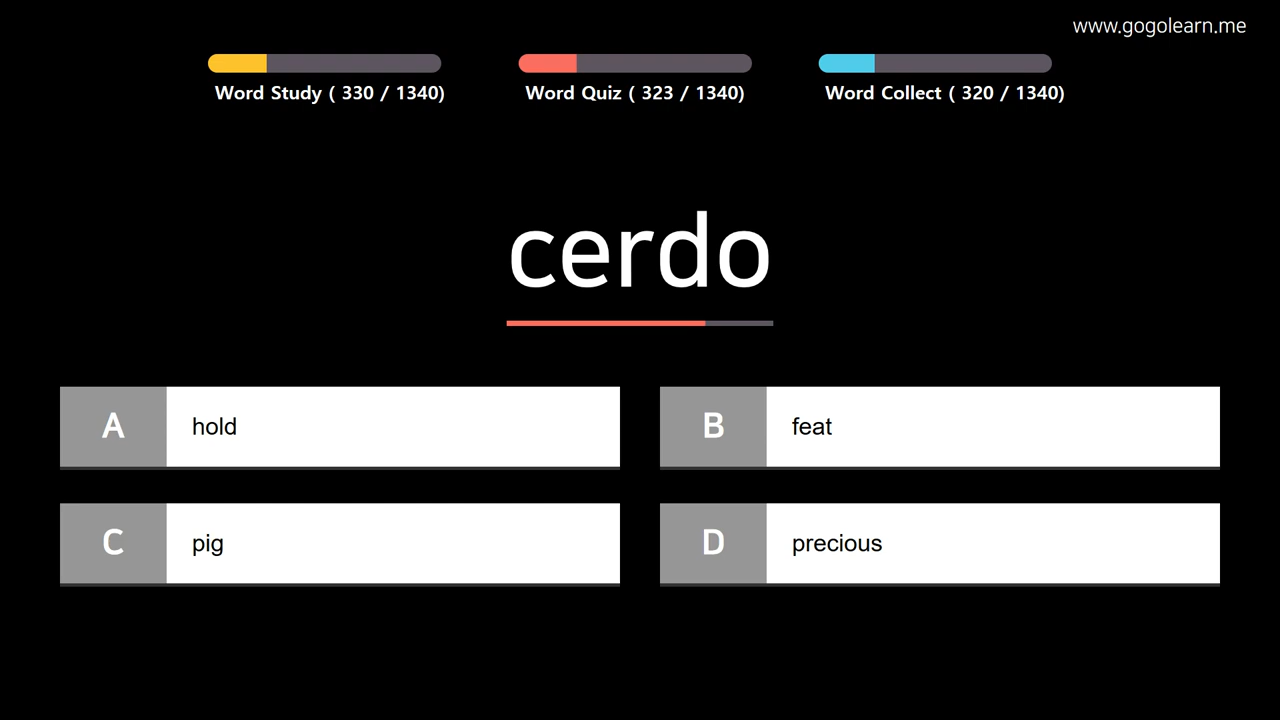 www.gogolearn.me
Word Study ( 330 / 1340)
Word Quiz ( 323 / 1340)
Word Collect ( 320 / 1340)
cerdo
A hold
B feat
C pig
D precious